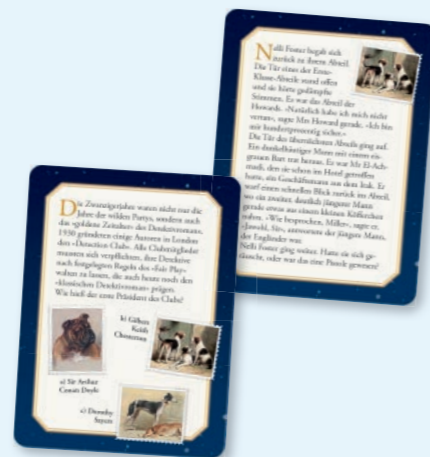 Nelli Foster begab sich
zurück zu ihrem Abteil.
Die Tür eines der Erste-
Klasse-Abteile stand offen
und sie hörte gedämpfte
Stimmen. Es war das Abteil der
Howards. «Natürlich habe ich mich nicht
vertan», sagte Mrs Howard gerade. «Ich bin
mir hundertprozentig sicher.»
Die Tür des übernächsten Abteils ging auf.
Ein dunkelhäutiger Mann mit einem eis-
grauen Bart trat heraus. Es war Mr El-Ach-
madi, den sie schon im Hotel getroffen
hatte, ein Geschäftsmann aus dem Irak. Er
warf einen schnellen Blick zurück ins Abteil,
wo ein zweiter, deutlich jüngerer Mann
gerade etwas aus einem kleinen Köfferchen
nahm. «Wie besprochen, Miller», sagte er.
«Jawohl, Sir», antwortete der jüngere Mann,
der Engländer war.
Nelli Foster ging weiter. Hatte sie sich ge-
täuscht, oder war das eine Pistole gewesen?
Die Zwanzigerjahre waren nicht nur die
Jahre der wilden Partys, sondern auch
das «goldene Zeitalter» des Detektivromans.
1930 gründeten einige Autoren in London
den «Detection Club». Alle Clubmitglieder
mussten sich verpflichten, ihre Detektive
nach festgelegten Regeln des «Fair Play»
walten zu lassen, die auch heute noch den
«klassischen Detektivroman» prägen.
Wie hieß der erste Präsident des Clubs?
b) Gilbert
Keith
Chesterton
a) Sir Arthur
Conan Doyle
c) Dorothy
Sayers